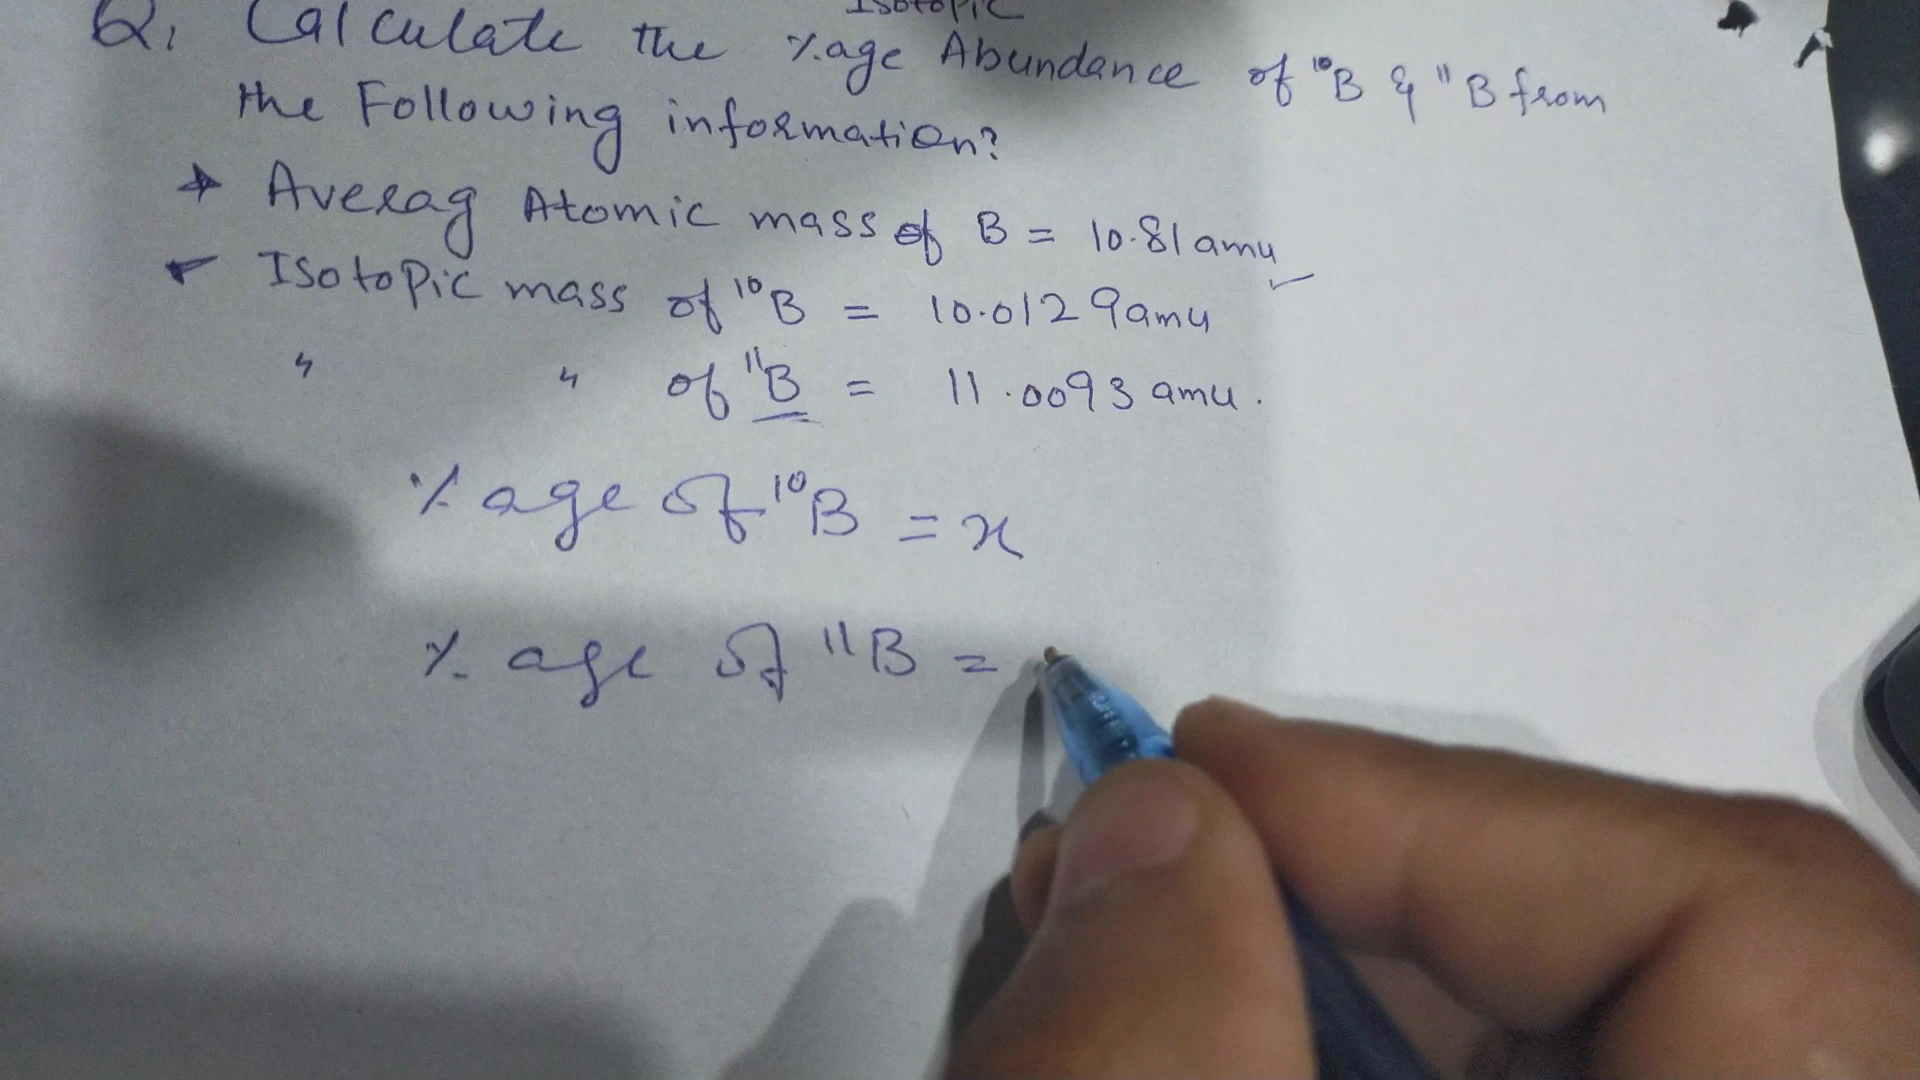 Isotopic
Q. Calculate the %age Abundance of ¹⁰B & ¹¹B from
the Following information?
Averag Atomic mass of B = 10.81 amu
Isotopic mass of ¹⁰B = 10.0129 amu
" " of ¹¹B = 11.0093 amu.
% age of ¹⁰B = x
% age of ¹¹B =